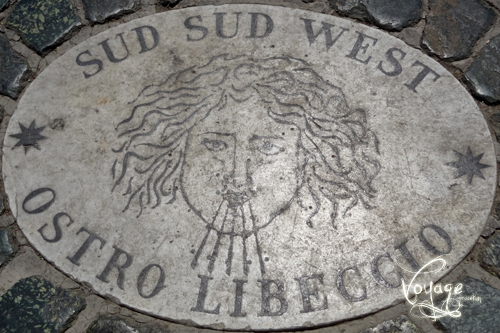 SUD SUD WEST
OSTRO LIBECCIO
Voyage